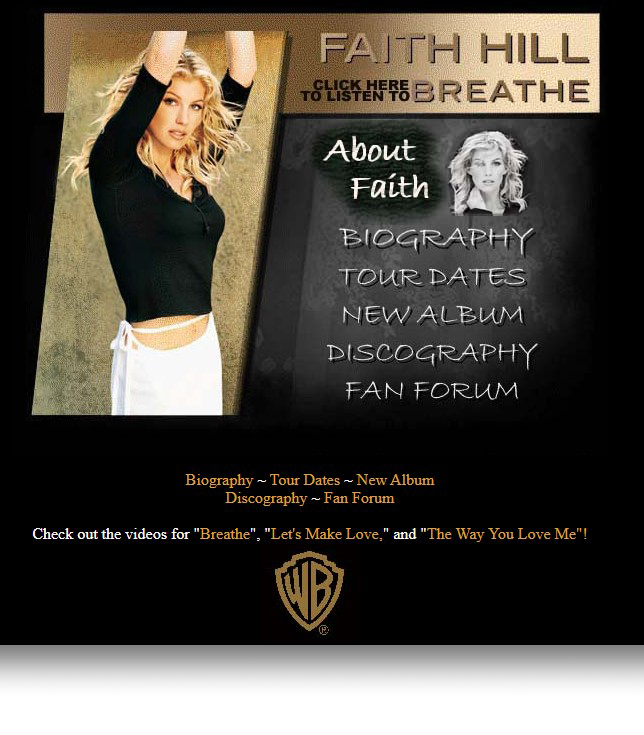 FAITH HILL
CLICK HERE
TO LISTEN TO BREATHE
About
Faith
BIOGRAPHY
TOUR DATES
NEW ALBUM
DISCOGRAPHY
FAN FORUM
Biography ~ Tour Dates ~ New Album
Discography ~ Fan Forum
Check out the videos for "Breathe", "Let's Make Love," and "The Way You Love Me"!
WB
®